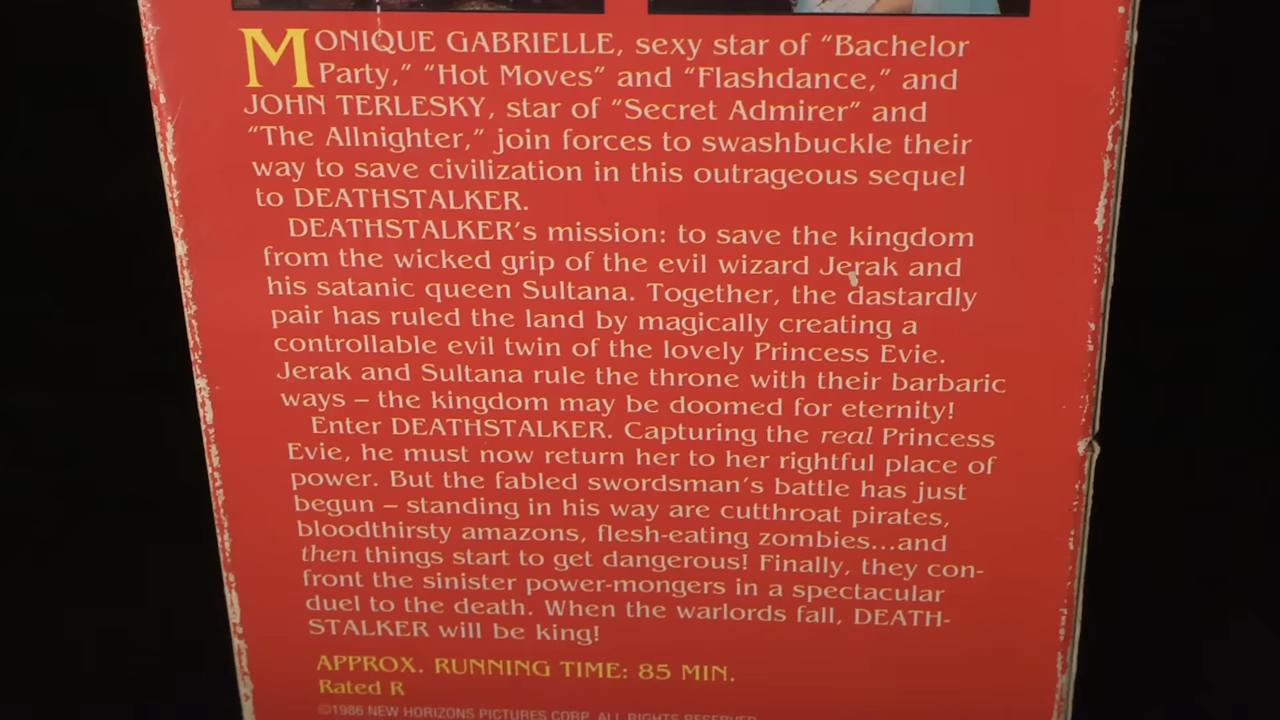 MONIQUE GABRIELLE, sexy star of “Bachelor
Party,” “Hot Moves” and “Flashdance,” and
JOHN TERLESKY, star of “Secret Admirer” and
“The Allnighter,” join forces to swashbuckle their
way to save civilization in this outrageous sequel
to DEATHSTALKER.
DEATHSTALKER’s mission: to save the kingdom
from the wicked grip of the evil wizard Jerak and
his satanic queen Sultana. Together, the dastardly
pair has ruled the land by magically creating a
controllable evil twin of the lovely Princess Evie.
Jerak and Sultana rule the throne with their barbaric
ways – the kingdom may be doomed for eternity!
Enter DEATHSTALKER. Capturing the real Princess
Evie, he must now return her to her rightful place of
power. But the fabled swordsman’s battle has just
begun – standing in his way are cutthroat pirates,
bloodthirsty amazons, flesh-eating zombies...and
then things start to get dangerous! Finally, they con-
front the sinister power-mongers in a spectacular
duel to the death. When the warlords fall, DEATH-
STALKER will be king!
APPROX. RUNNING TIME: 85 MIN.
Rated R
©1986 NEW HORIZONS PICTURES CORP. ALL RIGHTS RESERVED